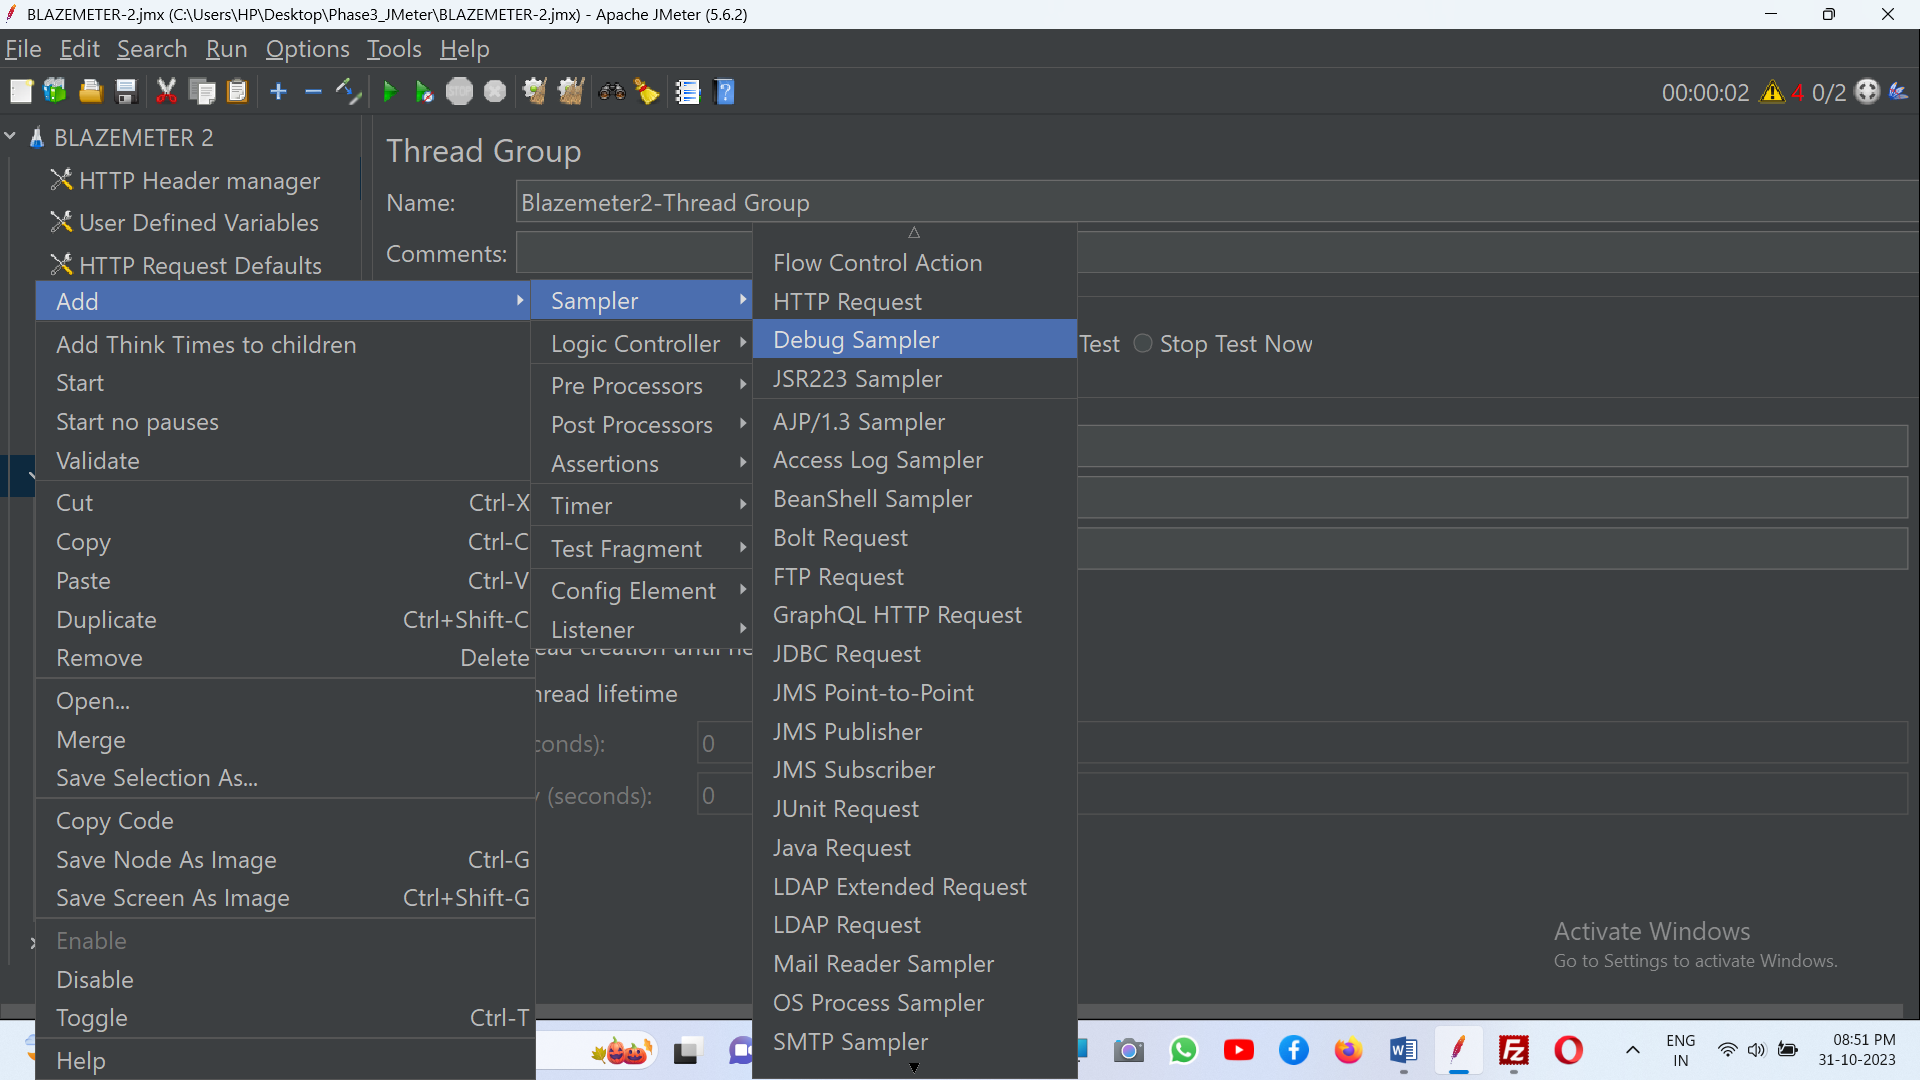 BLAZEMETER-2.jmx (C:\Users\HP\Desktop\Phase3_JMeter\BLAZEMETER-2.jmx) - Apache JMeter (5.6.2)
File Edit Search Run Options Tools Help
00:00:02 4 0/2
BLAZEMETER 2
HTTP Header manager
User Defined Variables
HTTP Request Defaults
Thread Group
Name: Blazemeter2-Thread Group
Comments:
Test Stop Test Now
Add
Add Think Times to children
Start
Start no pauses
Validate
Cut Ctrl-X
Copy Ctrl-C
Paste Ctrl-V
Duplicate Ctrl+Shift-C
Remove Delete
Open...
Merge
Save Selection As...
Copy Code
Save Node As Image Ctrl-G
Save Screen As Image Ctrl+Shift-G
Enable
Disable
Toggle Ctrl-T
Help
Sampler
Logic Controller
Pre Processors
Post Processors
Assertions
Timer
Test Fragment
Config Element
Listener
hread lifetime
conds): 0
y (seconds): 0
Flow Control Action
HTTP Request
Debug Sampler
JSR223 Sampler
AJP/1.3 Sampler
Access Log Sampler
BeanShell Sampler
Bolt Request
FTP Request
GraphQL HTTP Request
JDBC Request
JMS Point-to-Point
JMS Publisher
JMS Subscriber
JUnit Request
Java Request
LDAP Extended Request
LDAP Request
Mail Reader Sampler
OS Process Sampler
SMTP Sampler
Activate Windows
Go to Settings to activate Windows.
ENG
IN
08:51 PM
31-10-2023